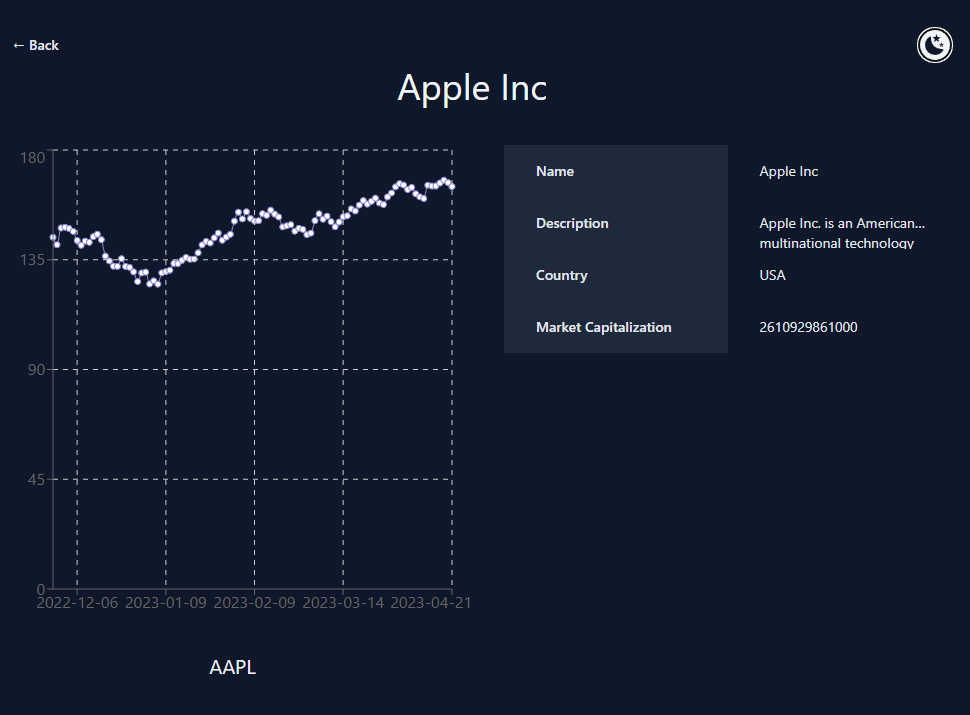 ← Back
Apple Inc
180
135
90
45
0
2022-12-06 2023-01-09 2023-02-09 2023-03-14 2023-04-21
AAPL
Name Apple Inc
Description Apple Inc. is an American...
multinational technology
Country USA
Market Capitalization 2610929861000